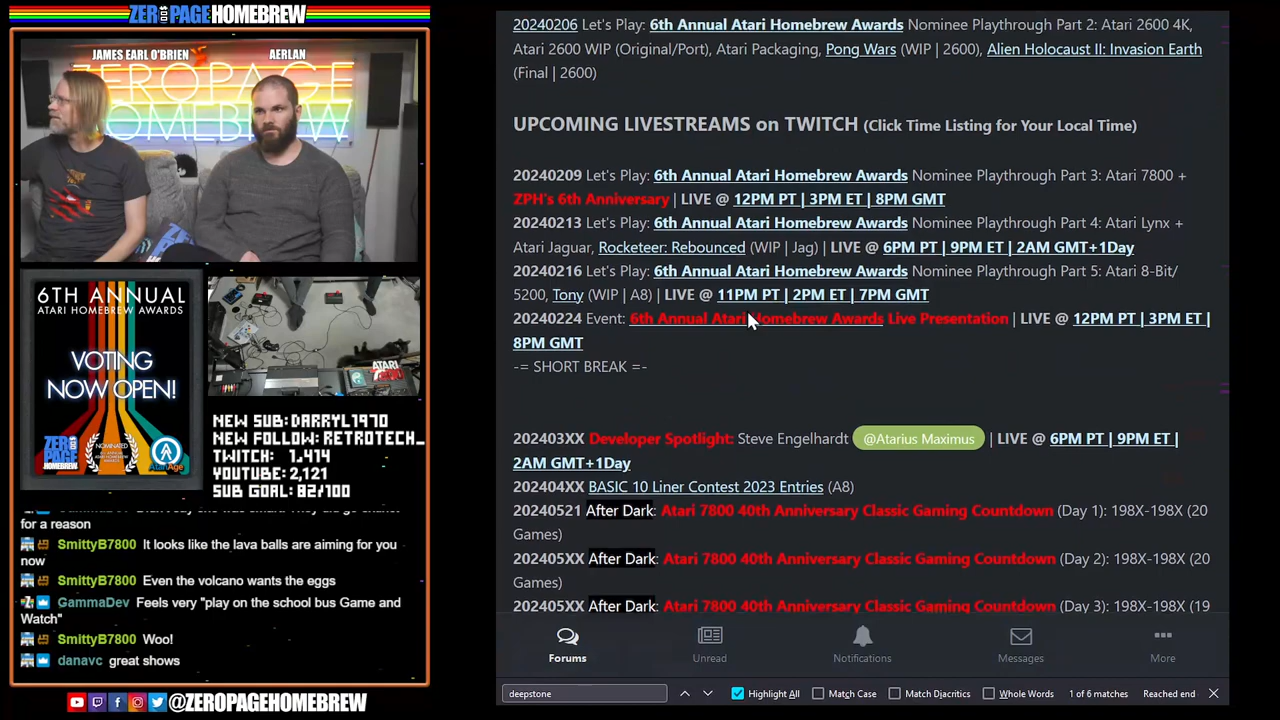 ZERO PAGE HOMEBREW
JAMES EARL O'BRIEN
AERLAN
ZEROPAGE
HOMEBREW
6TH ANNUAL
ATARI HOMEBREW AWARDS
VOTING
NOW OPEN!
ZERO PAGE
HOMEBREW
NOMINATED
AtariAge
NEW SUB: DARRYL1970
NEW FOLLOW: RETROTECH_
TWITCH: 1,414
YOUTUBE: 2,121
SUB GOAL: 82/100
for a reason
SmittyB7800 It looks like the lava balls are aiming for you
now
SmittyB7800 Even the volcano wants the eggs
GammaDev Feels very "play on the school bus Game and
Watch"
SmittyB7800 Woo!
danavc great shows
@ZEROPAGEHOMEBREW
20240206 Let's Play: 6th Annual Atari Homebrew Awards Nominee Playthrough Part 2: Atari 2600 4K,
Atari 2600 WIP (Original/Port), Atari Packaging, Pong Wars (WIP | 2600), Alien Holocaust II: Invasion Earth
(Final | 2600)
UPCOMING LIVESTREAMS on TWITCH (Click Time Listing for Your Local Time)
20240209 Let's Play: 6th Annual Atari Homebrew Awards Nominee Playthrough Part 3: Atari 7800 +
ZPH's 6th Anniversary | LIVE @ 12PM PT | 3PM ET | 8PM GMT
20240213 Let's Play: 6th Annual Atari Homebrew Awards Nominee Playthrough Part 4: Atari Lynx +
Atari Jaguar, Rocketeer: Rebounced (WIP | Jag) | LIVE @ 6PM PT | 9PM ET | 2AM GMT+1Day
20240216 Let's Play: 6th Annual Atari Homebrew Awards Nominee Playthrough Part 5: Atari 8-Bit/
5200, Tony (WIP | A8) | LIVE @ 11PM PT | 2PM ET | 7PM GMT
20240224 Event: 6th Annual Atari Homebrew Awards Live Presentation | LIVE @ 12PM PT | 3PM ET |
8PM GMT
-= SHORT BREAK =-
202403XX Developer Spotlight: Steve Engelhardt @Atarius Maximus | LIVE @ 6PM PT | 9PM ET |
2AM GMT+1Day
202404XX BASIC 10 Liner Contest 2023 Entries (A8)
20240521 After Dark: Atari 7800 40th Anniversary Classic Gaming Countdown (Day 1): 198X-198X (20
Games)
202405XX After Dark: Atari 7800 40th Anniversary Classic Gaming Countdown (Day 2): 198X-198X (20
Games)
202405XX After Dark: Atari 7800 40th Anniversary Classic Gaming Countdown (Day 3): 198X-198X (19
Forums
Unread
Notifications
Messages
More
deepstone
Highlight All
Match Case
Match Diacritics
Whole Words
1 of 6 matches
Reached end